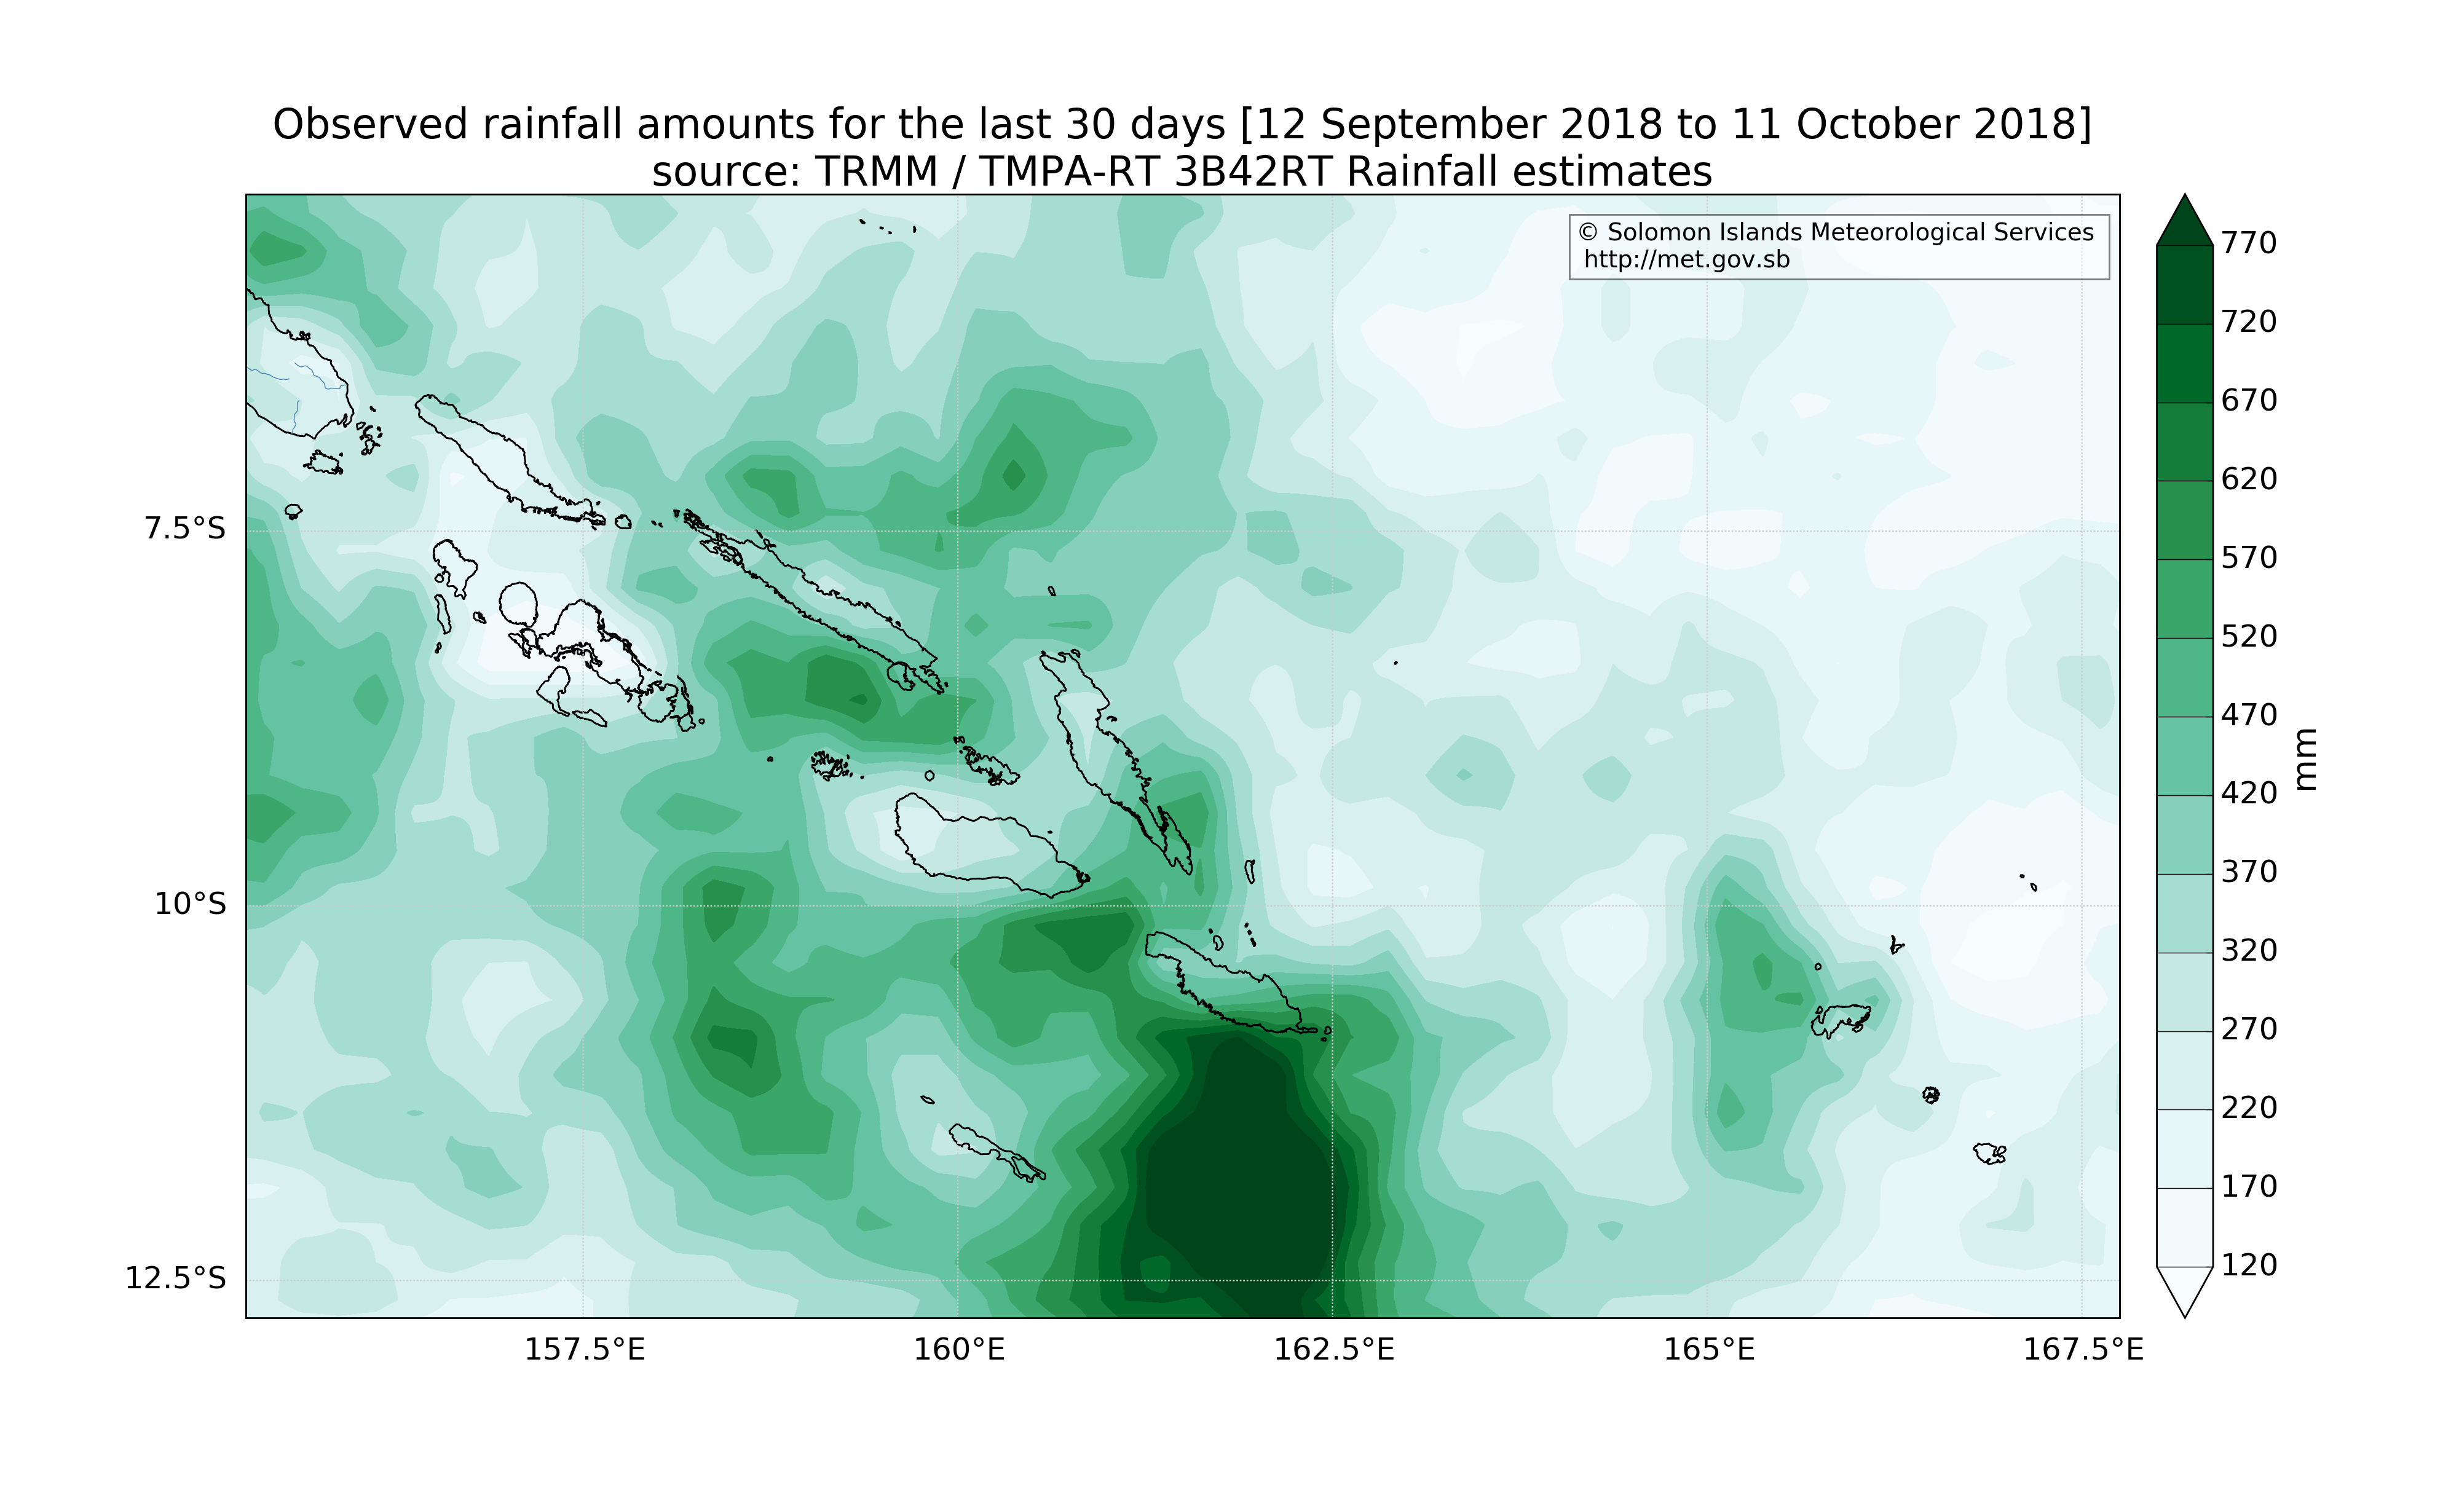 Observed rainfall amounts for the last 30 days [12 September 2018 to 11 October 2018]
source: TRMM / TMPA-RT 3B42RT Rainfall estimates
© Solomon Islands Meteorological Services
http://met.gov.sb
7.5°S
10°S
12.5°S
157.5°E
160°E
162.5°E
165°E
167.5°E
770
720
670
620
570
520
470
420
370
320
270
220
170
120
mm